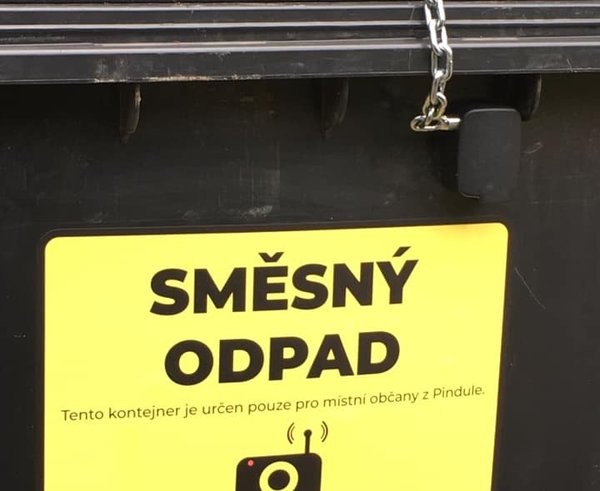 SMĚSNÝ
ODPAD
Tento kontejner je určen pouze pro místní občany z Pindule.